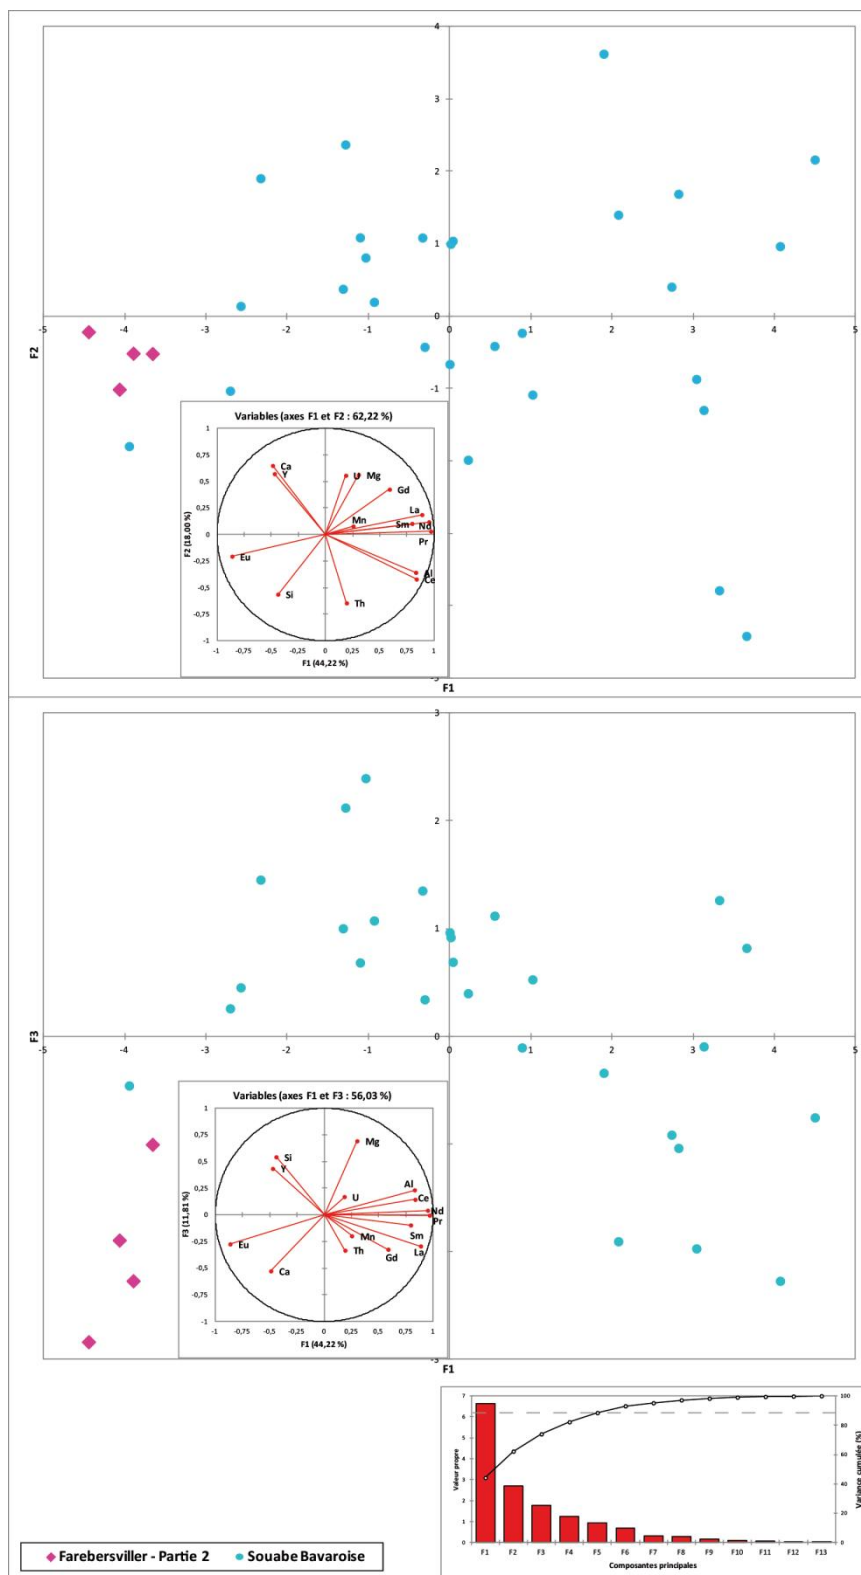 4
3
2
1
-5 -4 -3 -2 -1 0 1 2 3 4 5
F2
-1
Variables (axes F1 et F2 : 62,22 %)
1
0,75
0,5
0,25
0
-0,25
-0,5
-0,75
-1
F2 (18,00 %)
Ca
Y
U Mg
Gd
La
Mn
Sm Nd
Pr
Eu
Al
Ce
Si
Th
-1 -0,75 -0,5 -0,25 0 0,25 0,5 0,75 1
F1 (44,22 %)
F1
3
2
1
0
F3
-5 -4 -3 -2 -1 0 1 2 3 4 5
Variables (axes F1 et F3 : 56,03 %)
1
0,75
0,5
0,25
0
-0,25
-0,5
-0,75
-1
F3 (11,81 %)
Mg
Si
Y
Al
U
Ce
Nd
Pr
Sm
Mn
Eu
Th
Gd
La
Ca
-1 -0,75 -0,5 -0,25 0 0,25 0,5 0,75 1
F1 (44,22 %)
F1
7
6
5
4
3
2
1
0
Valeur propre
100
80
60
40
20
0
Variance cumulée (%)
F1 F2 F3 F4 F5 F6 F7 F8 F9 F10 F11 F12 F13
Composantes principales
Farebersviller - Partie 2 Souabe Bavaroise